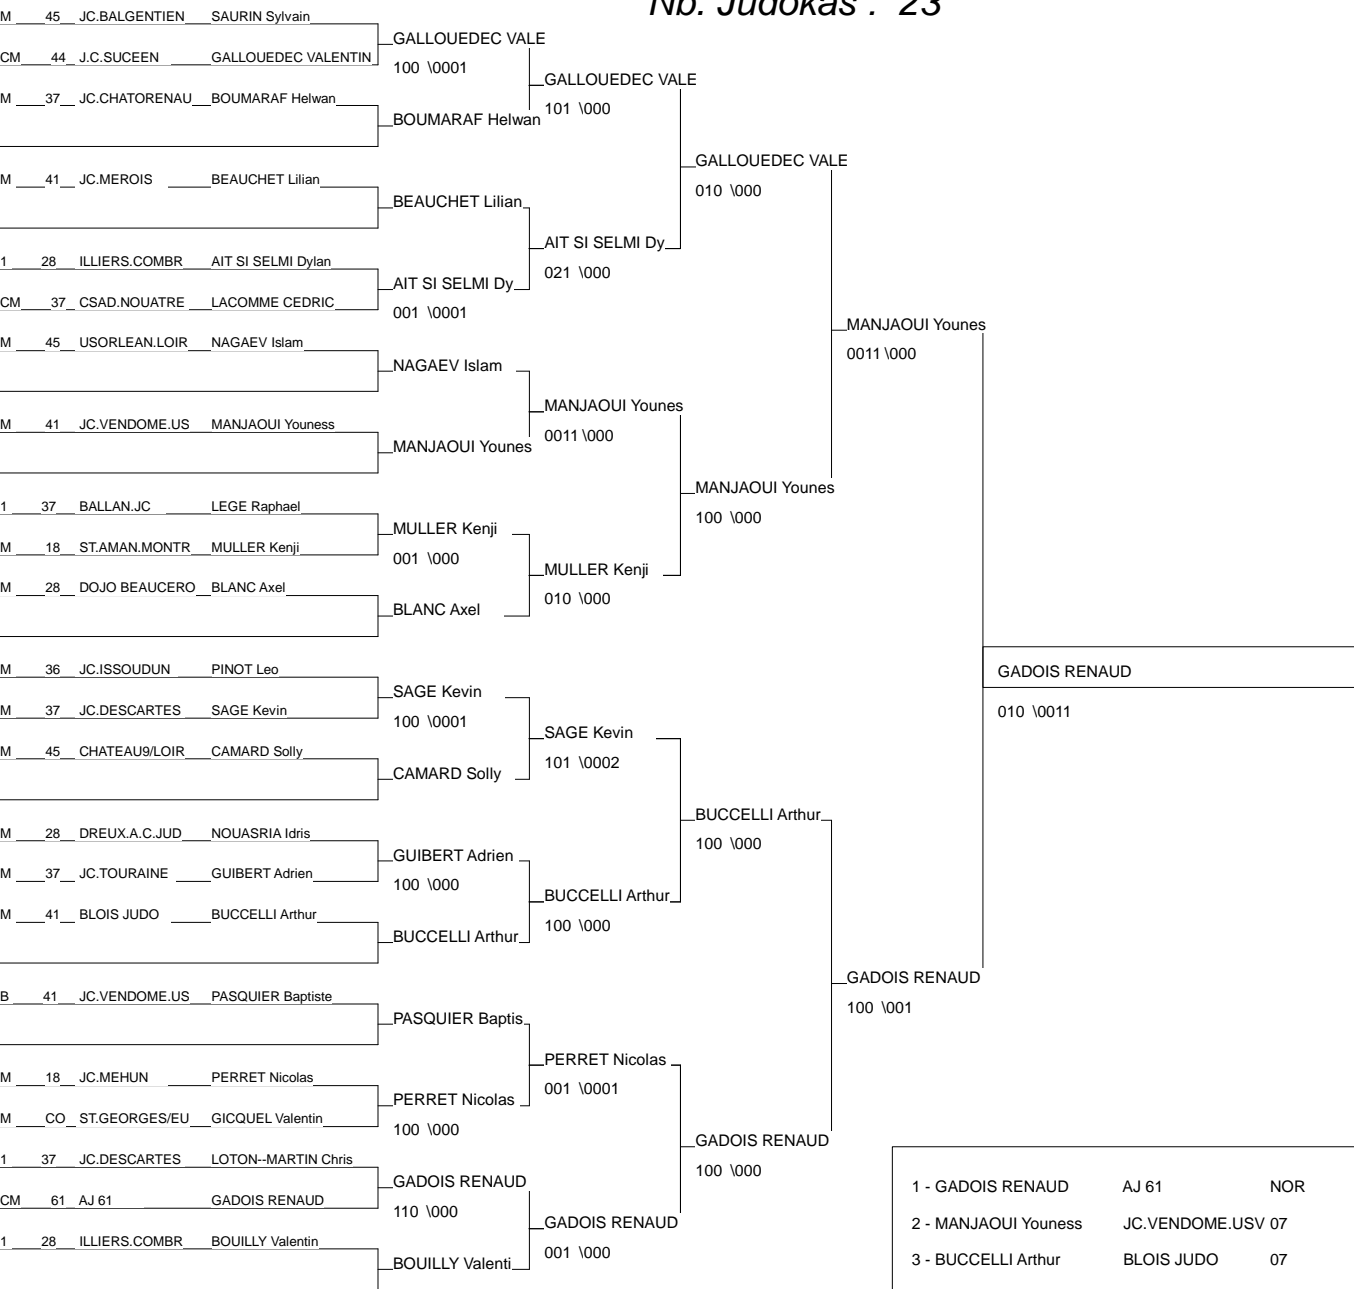 Nb. Judokas : 23
M 45 JC.BALGENTIEN SAURIN Sylvain
GALLOUEDEC VALE
CM 44 J.C.SUCEEN GALLOUEDEC VALENTIN
100 \0001
GALLOUEDEC VALE
M 37 JC.CHATORENAU BOUMARAF Helwan
101 \000
BOUMARAF Helwan
GALLOUEDEC VALE
M 41 JC.MEROIS BEAUCHET Lilian
010 \000
BEAUCHET Lilian
AIT SI SELMI Dy
1 28 ILLIERS.COMBR AIT SI SELMI Dylan
021 \000
AIT SI SELMI Dy
CM 37 CSAD.NOUATRE LACOMME CEDRIC
001 \0001
MANJAOUI Younes
M 45 USORLEAN.LOIR NAGAEV Islam
0011 \000
NAGAEV Islam
MANJAOUI Younes
M 41 JC.VENDOME.US MANJAOUI Youness
0011 \000
MANJAOUI Younes
MANJAOUI Younes
1 37 BALLAN.JC LEGE Raphael
100 \000
MULLER Kenji
M 18 ST.AMAN.MONTR MULLER Kenji
001 \000
MULLER Kenji
M 28 DOJO BEAUCERO BLANC Axel
010 \000
BLANC Axel
M 36 JC.ISSOUDUN PINOT Leo
GADOIS RENAUD
SAGE Kevin
M 37 JC.DESCARTES SAGE Kevin
010 \0011
100 \0001
SAGE Kevin
M 45 CHATEAU9/LOIR CAMARD Solly
101 \0002
CAMARD Solly
BUCCELLI Arthur
M 28 DREUX.A.C.JUD NOUASRIA Idris
100 \000
GUIBERT Adrien
M 37 JC.TOURAINE GUIBERT Adrien
100 \000
BUCCELLI Arthur
M 41 BLOIS JUDO BUCCELLI Arthur
100 \000
BUCCELLI Arthur
GADOIS RENAUD
B 41 JC.VENDOME.US PASQUIER Baptiste
100 \001
PASQUIER Baptis
PERRET Nicolas
M 18 JC.MEHUN PERRET Nicolas
001 \0001
PERRET Nicolas
M CO ST.GEORGES/EU GICQUEL Valentin
100 \000
GADOIS RENAUD
1 37 JC.DESCARTES LOTON--MARTIN Chris
100 \000
GADOIS RENAUD
1 - GADOIS RENAUD AJ 61 NOR
CM 61 AJ 61 GADOIS RENAUD
110 \000
GADOIS RENAUD
2 - MANJAOUI Youness JC.VENDOME.USV 07
1 28 ILLIERS.COMBR BOUILLY Valentin
001 \000
BOUILLY Valenti
3 - BUCCELLI Arthur BLOIS JUDO 07